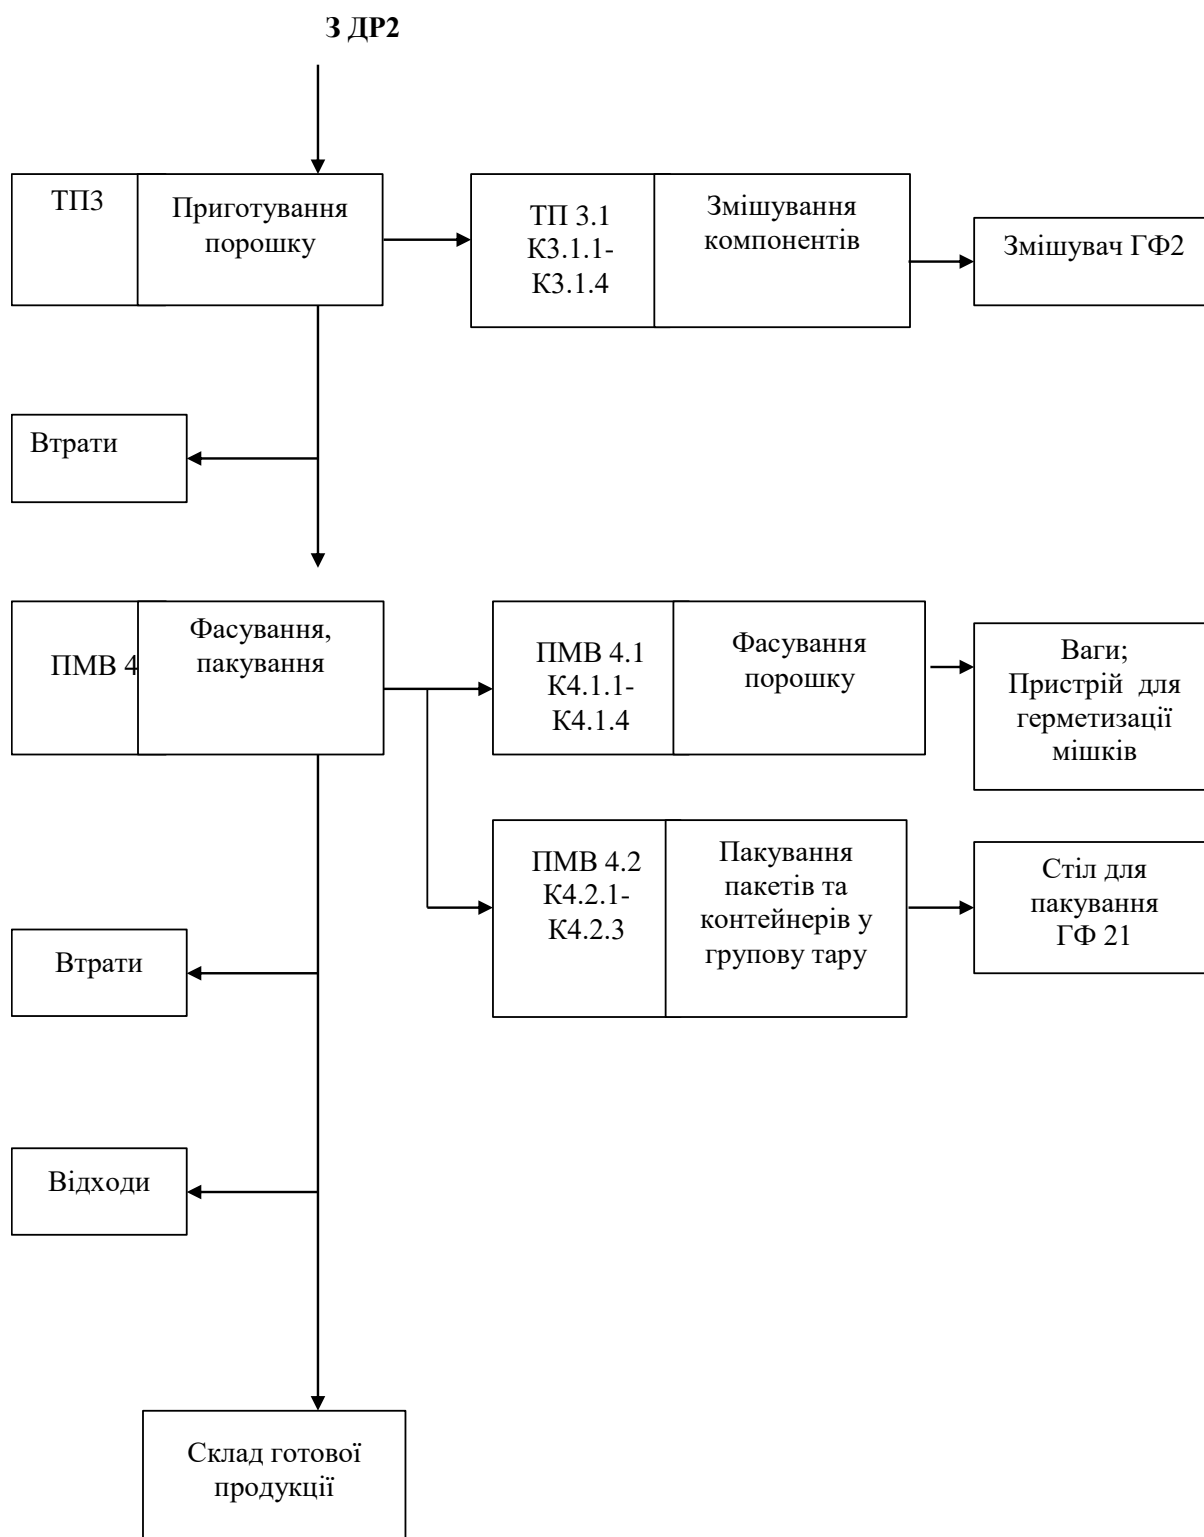 З ДР2
ТП3
Приготування
порошку
ТП 3.1
К3.1.1-
К3.1.4
Змішування
компонентів
Змішувач ГФ2
Втрати
ПМВ 4
Фасування,
пакування
ПМВ 4.1
К4.1.1-
К4.1.4
Фасування
порошку
Ваги;
Пристрій для
герметизації
мішків
ПМВ 4.2
К4.2.1-
К4.2.3
Пакування
пакетів та
контейнерів у
групову тару
Стіл для
пакування
ГФ 21
Втрати
Відходи
Склад готової
продукції